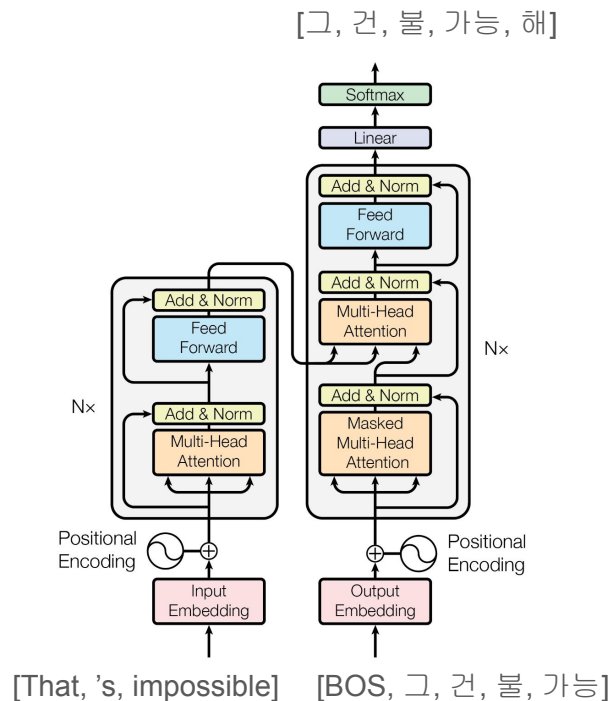 [그, 건, 불, 가능, 해]
Softmax
Linear
Add & Norm
Feed
Forward
Add & Norm
Multi-Head
Attention
Add & Norm
Masked
Multi-Head
Attention
Nx
Positional
Encoding
Output
Embedding
[BOS, 그, 건, 불, 가능]
Add & Norm
Feed
Forward
Add & Norm
Multi-Head
Attention
Nx
Positional
Encoding
Input
Embedding
[That, ’s, impossible]